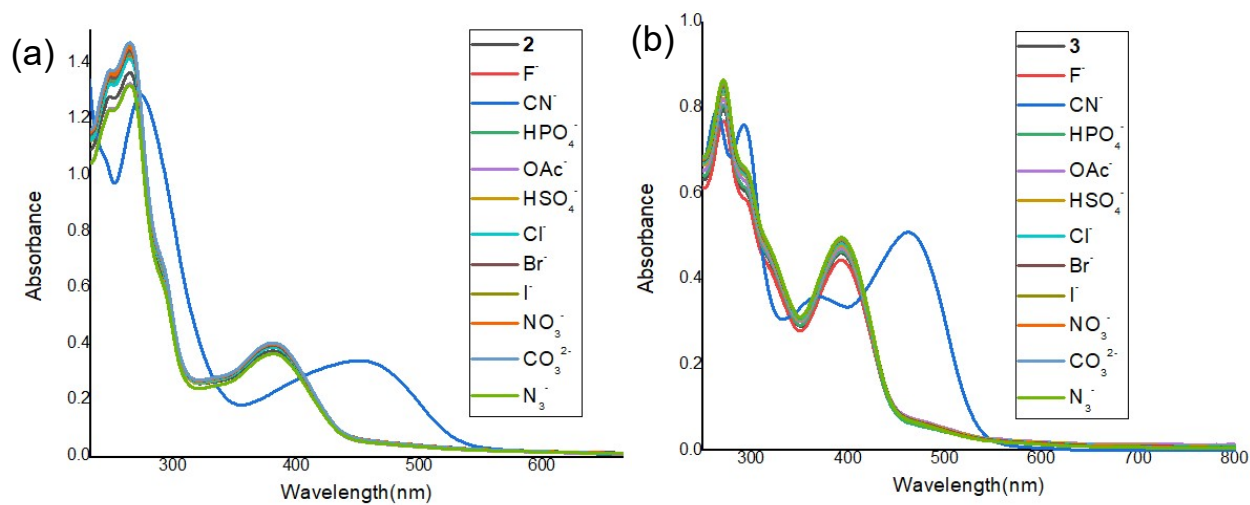 (a)
Absorbance
1.4
1.2
1.0
0.8
0.6
0.4
0.2
0.0
300
400
500
600
Wavelength(nm)
2
F⁻
CN⁻
HPO₄⁻
OAc⁻
HSO₄⁻
Cl⁻
Br⁻
I⁻
NO₃⁻
CO₃²⁻
N₃⁻
(b)
Absorbance
1.0
0.8
0.6
0.4
0.2
0.0
300
400
500
600
700
800
Wavelength(nm)
3
F⁻
CN⁻
HPO₄⁻
OAc⁻
HSO₄⁻
Cl⁻
Br⁻
I⁻
NO₃⁻
CO₃²⁻
N₃⁻